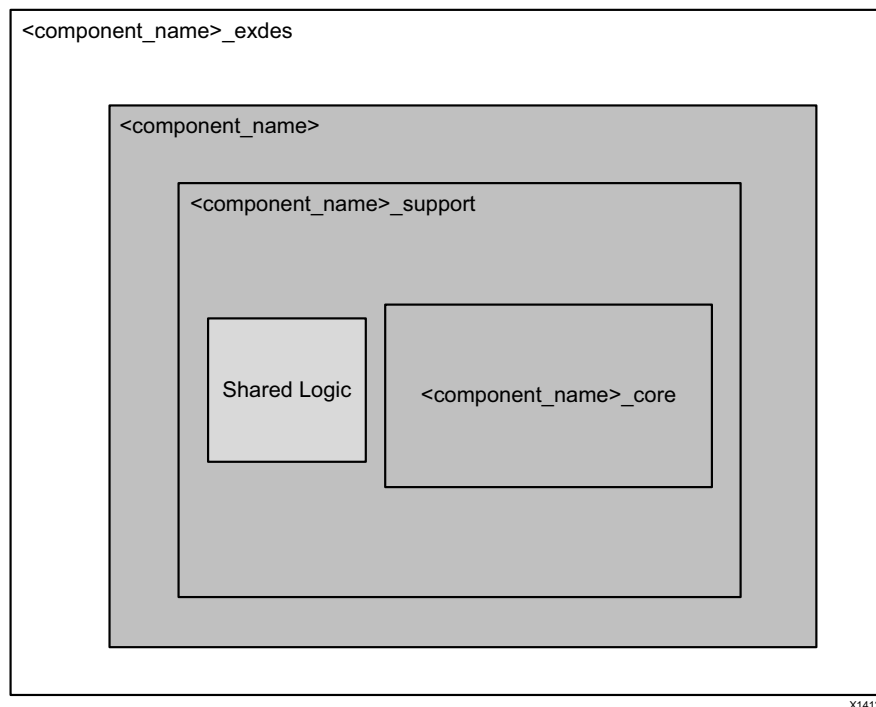 <component_name>_exdes
<component_name>
<component_name>_support
Shared Logic
<component_name>_core